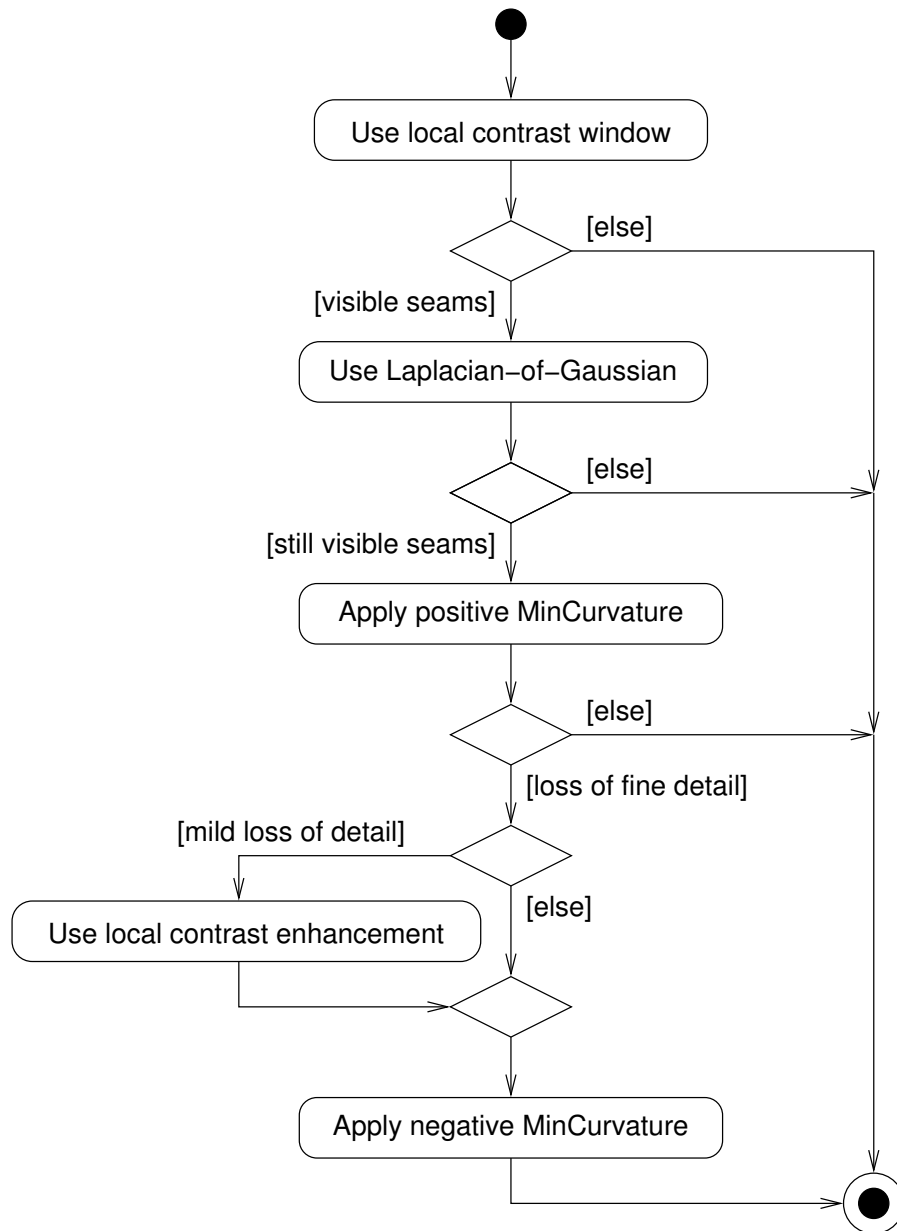 Use local contrast window
[else]
[visible seams]
Use Laplacian−of−Gaussian
[else]
[still visible seams]
Apply positive MinCurvature
[else]
[loss of fine detail]
[mild loss of detail]
[else]
Use local contrast enhancement
Apply negative MinCurvature